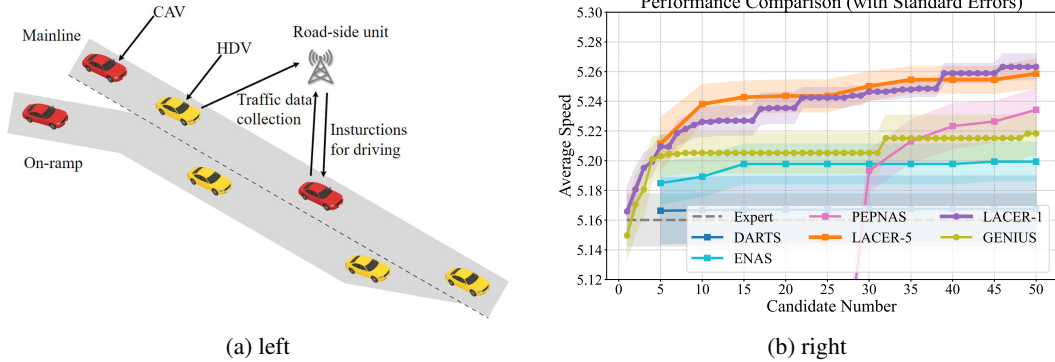 CAV
Mainline
HDV
Road-side unit
Traffic data
collection
On-ramp
Insturctions
for driving
(a) left
Performance Comparison (with Standard Errors)
Average Speed
5.30
5.28
5.26
5.24
5.22
5.20
5.18
5.16
5.14
5.12
Expert
DARTS
ENAS
PEPNAS
LACER-5
LACER-1
GENIUS
0 5 10 15 20 25 30 35 40 45 50
Candidate Number
(b) right